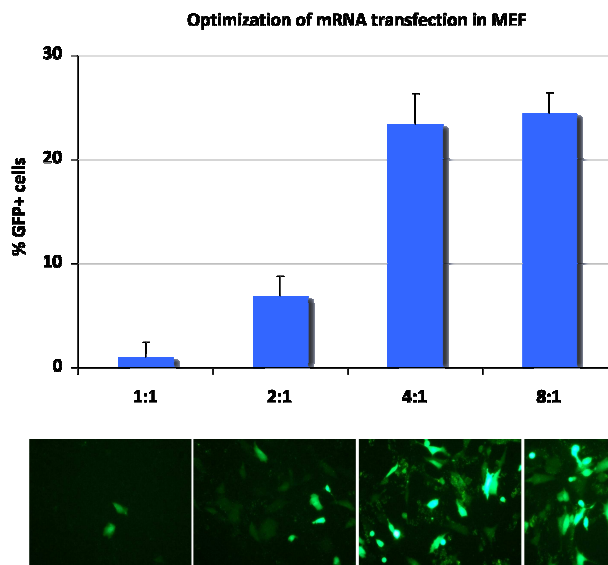 Optimization of mRNA transfection in MEF
30
20
10
0
% GFP+ cells
1:1 2:1 4:1 8:1